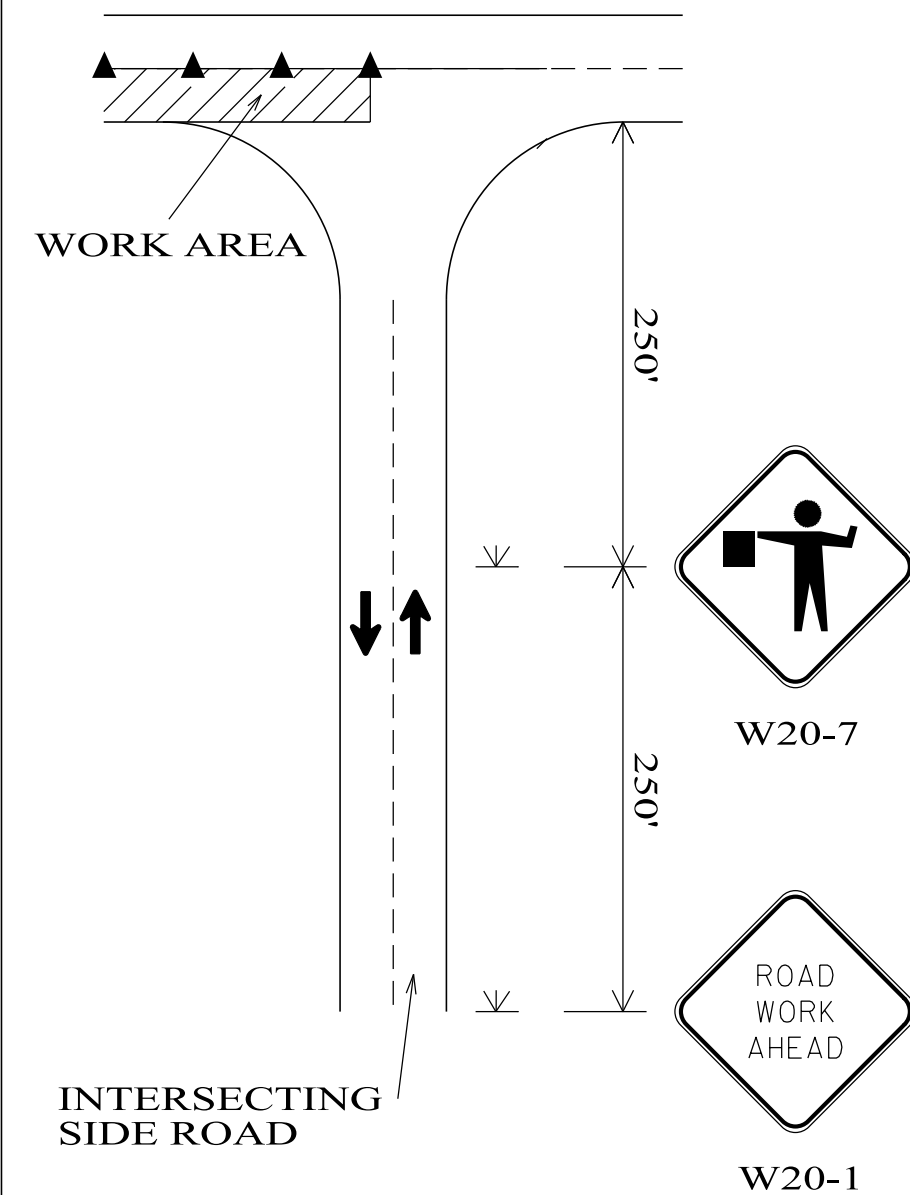 WORK AREA
250'
W20-7
250'
ROAD
WORK
AHEAD
INTERSECTING
SIDE ROAD
W20-1